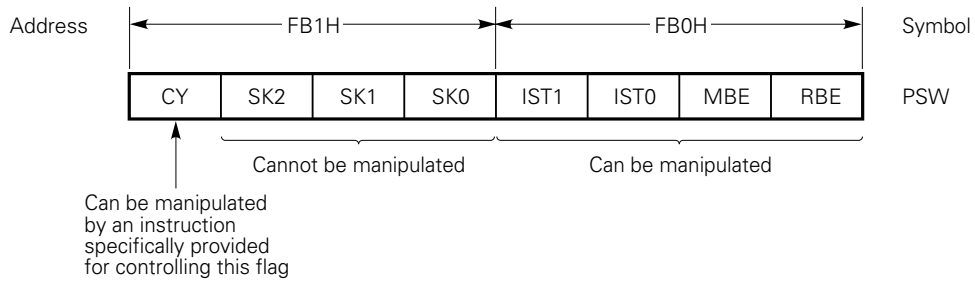 Address FB1H FB0H Symbol
CY SK2 SK1 SK0 IST1 IST0 MBE RBE PSW
Cannot be manipulated Can be manipulated
Can be manipulated
by an instruction
specifically provided
for controlling this flag